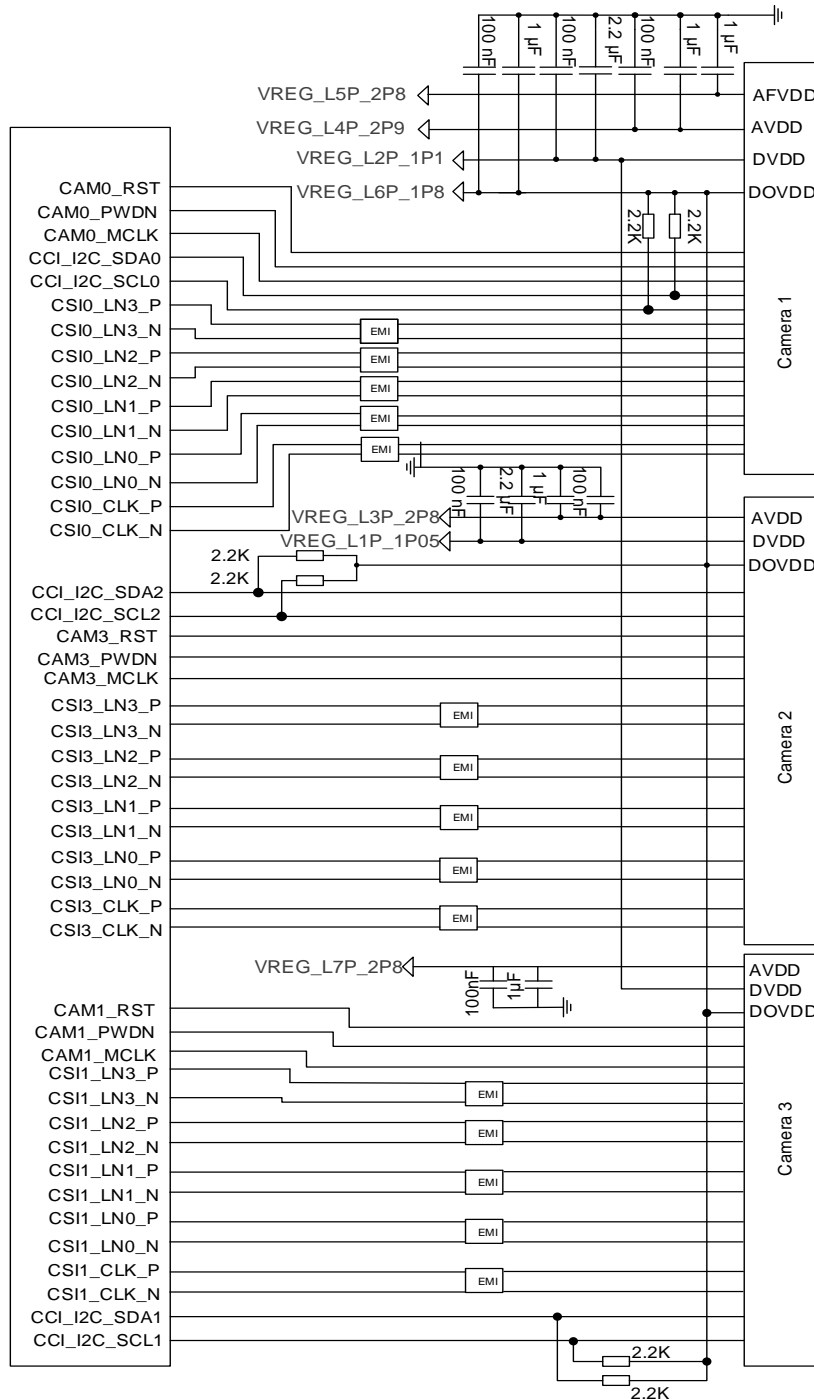 100 nF
1 µF
100 nF
2.2 µF
100 nF
1 µF
1 µF
VREG_L5P_2P8
AFVDD
VREG_L4P_2P9
AVDD
VREG_L2P_1P1
DVDD
VREG_L6P_1P8
DOVDD
2.2K
2.2K
Camera 1
CAM0_RST
CAM0_PWDN
CAM0_MCLK
CCI_I2C_SDA0
CCI_I2C_SCL0
CSI0_LN3_P
CSI0_LN3_N
CSI0_LN2_P
CSI0_LN2_N
CSI0_LN1_P
CSI0_LN1_N
CSI0_LN0_P
CSI0_LN0_N
CSI0_CLK_P
CSI0_CLK_N
EMI
EMI
EMI
EMI
EMI
100 nF
2.2 µF
1 µF
100 nF
VREG_L3P_2P8
AVDD
VREG_L1P_1P05
DVDD
DOVDD
2.2K
2.2K
CCI_I2C_SDA2
CCI_I2C_SCL2
CAM3_RST
CAM3_PWDN
CAM3_MCLK
CSI3_LN3_P
CSI3_LN3_N
CSI3_LN2_P
CSI3_LN2_N
CSI3_LN1_P
CSI3_LN1_N
CSI3_LN0_P
CSI3_LN0_N
CSI3_CLK_P
CSI3_CLK_N
EMI
EMI
EMI
EMI
EMI
Camera 2
VREG_L7P_2P8
100nF
1µF
AVDD
DVDD
DOVDD
CAM1_RST
CAM1_PWDN
CAM1_MCLK
CSI1_LN3_P
CSI1_LN3_N
CSI1_LN2_P
CSI1_LN2_N
CSI1_LN1_P
CSI1_LN1_N
CSI1_LN0_P
CSI1_LN0_N
CSI1_CLK_P
CSI1_CLK_N
CCI_I2C_SDA1
CCI_I2C_SCL1
EMI
EMI
EMI
EMI
EMI
Camera 3
2.2K
2.2K